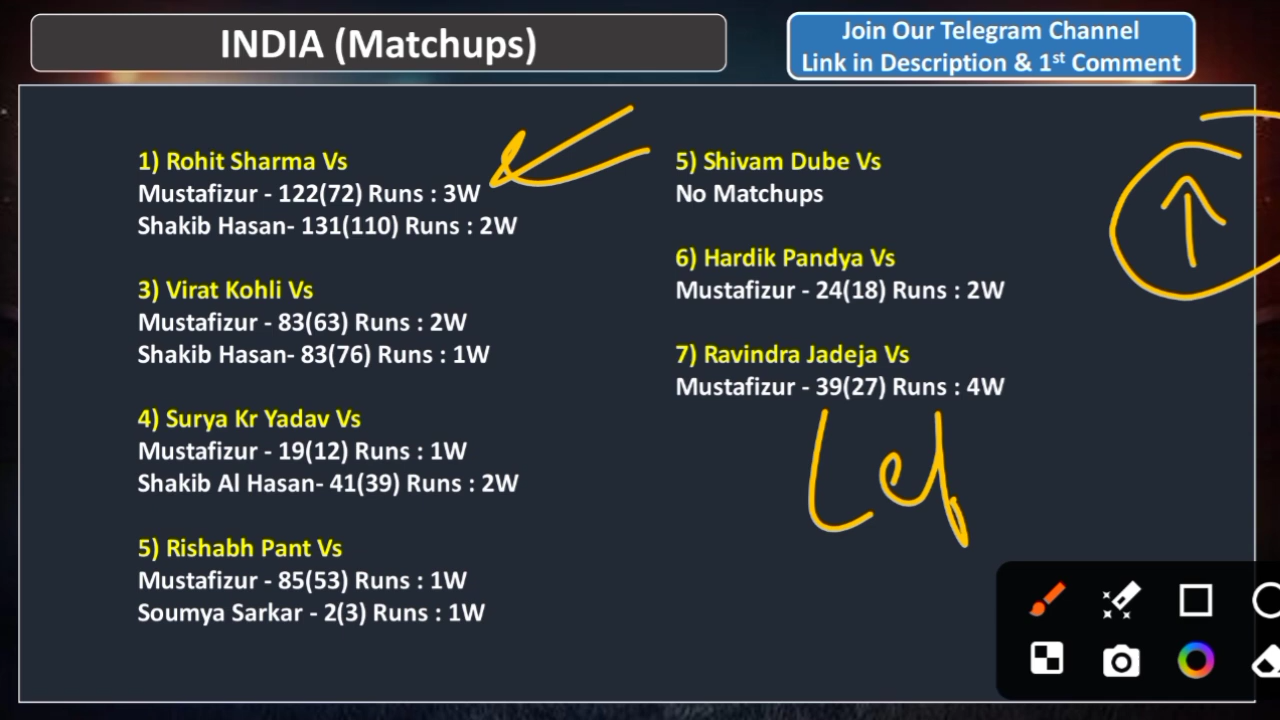 INDIA (Matchups)
Join Our Telegram Channel
Link in Description & 1st Comment
1) Rohit Sharma Vs
Mustafizur - 122(72) Runs : 3W
Shakib Hasan- 131(110) Runs : 2W
3) Virat Kohli Vs
Mustafizur - 83(63) Runs : 2W
Shakib Hasan- 83(76) Runs : 1W
4) Surya Kr Yadav Vs
Mustafizur - 19(12) Runs : 1W
Shakib Al Hasan- 41(39) Runs : 2W
5) Rishabh Pant Vs
Mustafizur - 85(53) Runs : 1W
Soumya Sarkar - 2(3) Runs : 1W
5) Shivam Dube Vs
No Matchups
6) Hardik Pandya Vs
Mustafizur - 24(18) Runs : 2W
7) Ravindra Jadeja Vs
Mustafizur - 39(27) Runs : 4W